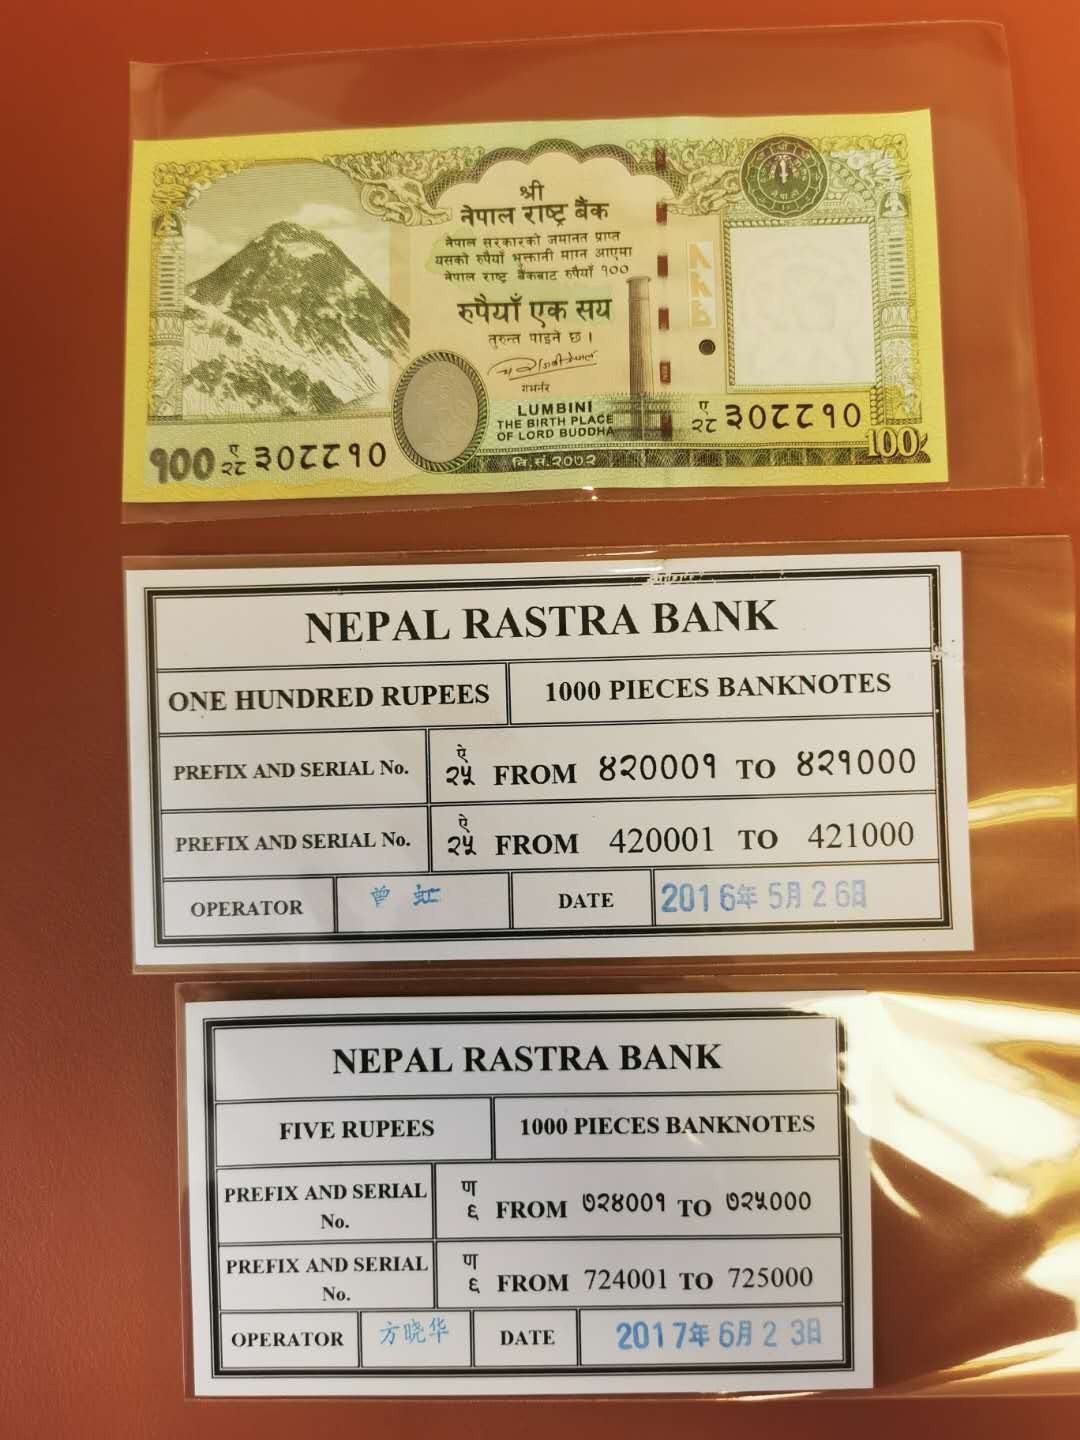 श्री
नेपाल राष्ट्र बैंक
नेपाल सरकारको जमानत प्राप्त
यसको रुपैयाँ भुक्तानी माग्न आएमा
नेपाल राष्ट्र बैंकबाट रुपैयाँ १००
रुपैयाँ एक सय
तुरुन्त पाइने छ ।
गभर्नर
LUMBINI
THE BIRTH PLACE
OF LORD BUDDHA
ए
२८ ३०८८१०
१०० ए
२८ ३०८८१०
100
वि.सं.२०७२
NEPAL RASTRA BANK
ONE HUNDRED RUPEES 1000 PIECES BANKNOTES
PREFIX AND SERIAL No. ऐ
२५ FROM ४२०००१ TO ४२१०००
PREFIX AND SERIAL No. ऐ
२५ FROM 420001 TO 421000
OPERATOR 曾 虹 DATE 2016年5月26日
NEPAL RASTRA BANK
FIVE RUPEES 1000 PIECES BANKNOTES
PREFIX AND SERIAL
No.
ण
६ FROM ७२४००१ TO ७२५०००
PREFIX AND SERIAL
No.
ण
६ FROM 724001 TO 725000
OPERATOR 方晓华 DATE 2017年6月23日